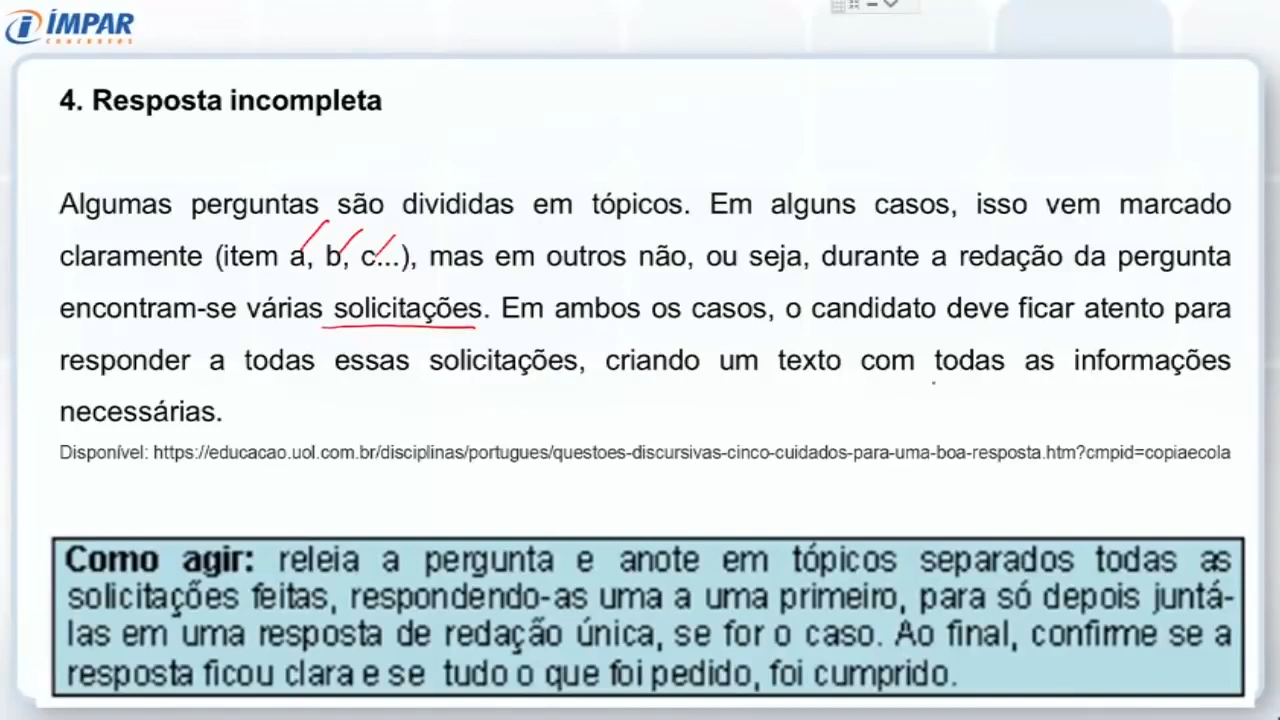 ÍMPAR
CONCURSOS
4. Resposta incompleta
Algumas perguntas são divididas em tópicos. Em alguns casos, isso vem marcado
claramente (item a, b, c...), mas em outros não, ou seja, durante a redação da pergunta
encontram-se várias solicitações. Em ambos os casos, o candidato deve ficar atento para
responder a todas essas solicitações, criando um texto com todas as informações
necessárias.
Disponível: https://educacao.uol.com.br/disciplinas/portugues/questoes-discursivas-cinco-cuidados-para-uma-boa-resposta.htm?cmpid=copiaecola
Como agir: releia a pergunta e anote em tópicos separados todas as
solicitações feitas, respondendo-as uma a uma primeiro, para só depois juntá-
las em uma resposta de redação única, se for o caso. Ao final, confirme se a
resposta ficou clara e se tudo o que foi pedido, foi cumprido.